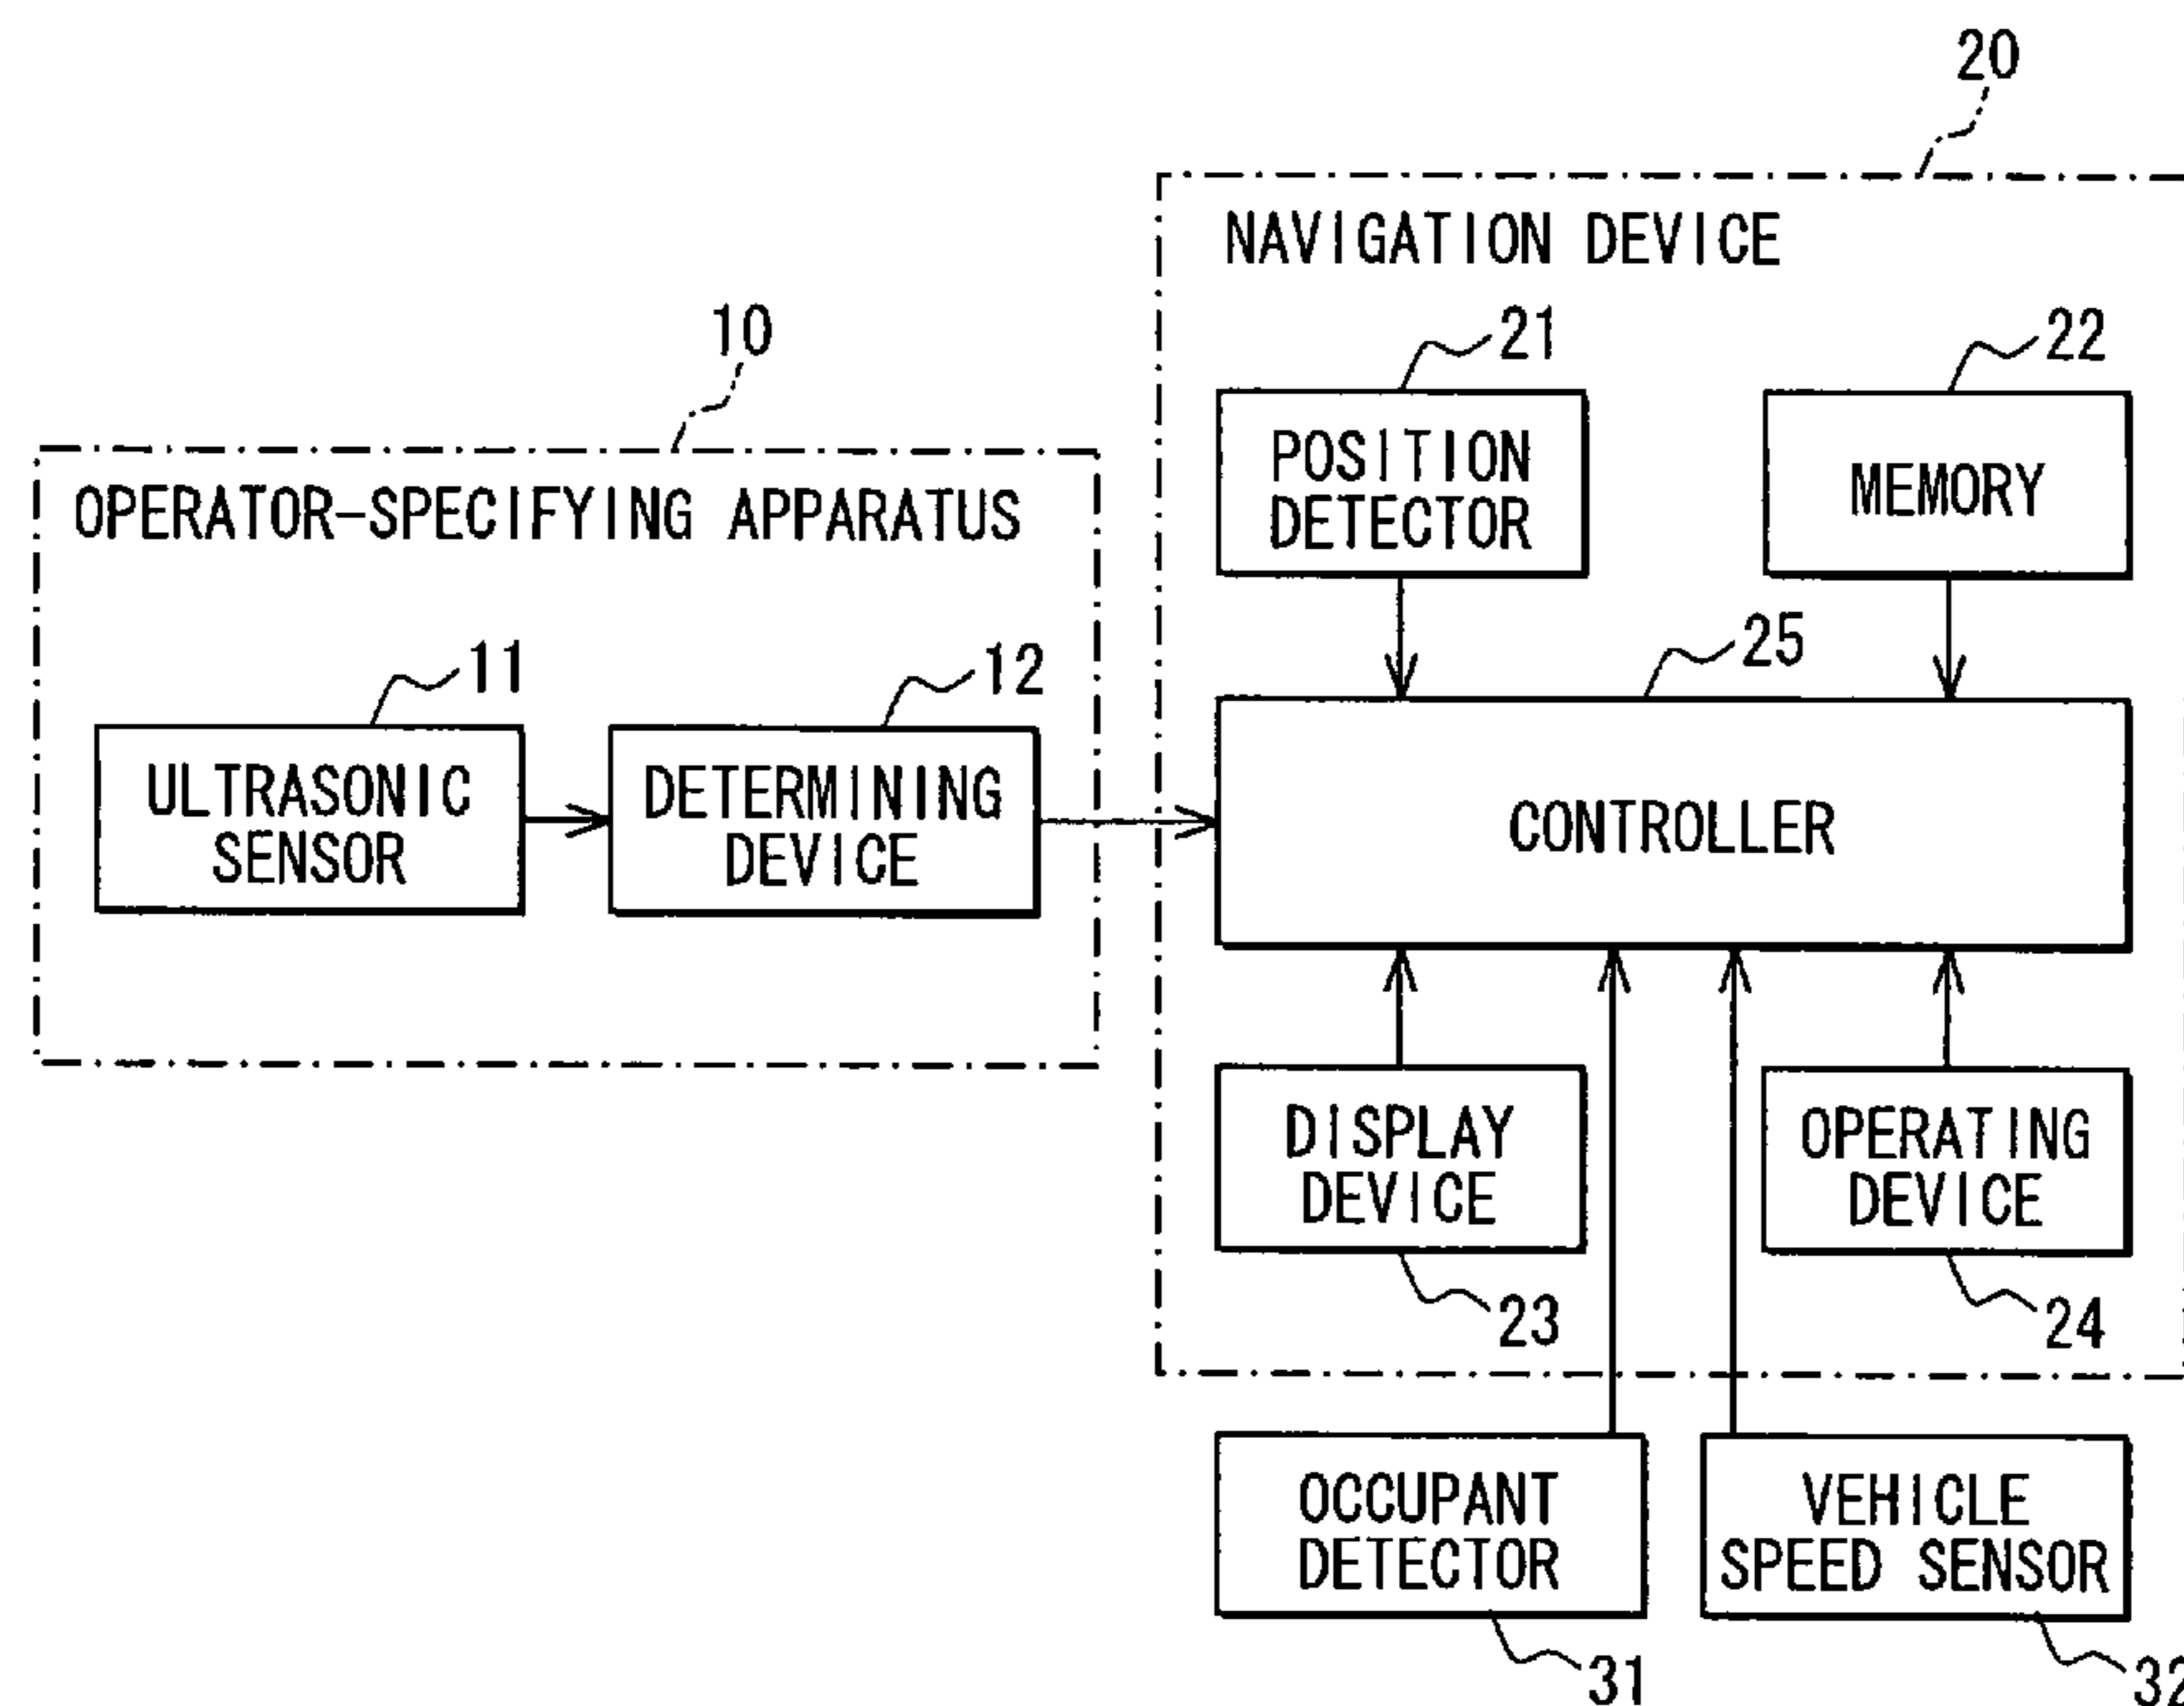 20
NAVIGATION DEVICE
10
21
22
POSITION
DETECTOR
MEMORY
OPERATOR-SPECIFYING APPARATUS
25
11
12
ULTRASONIC
SENSOR
DETERMINING
DEVICE
CONTROLLER
DISPLAY
DEVICE
OPERATING
DEVICE
23
24
OCCUPANT
DETECTOR
VEHICLE
SPEED SENSOR
31
32